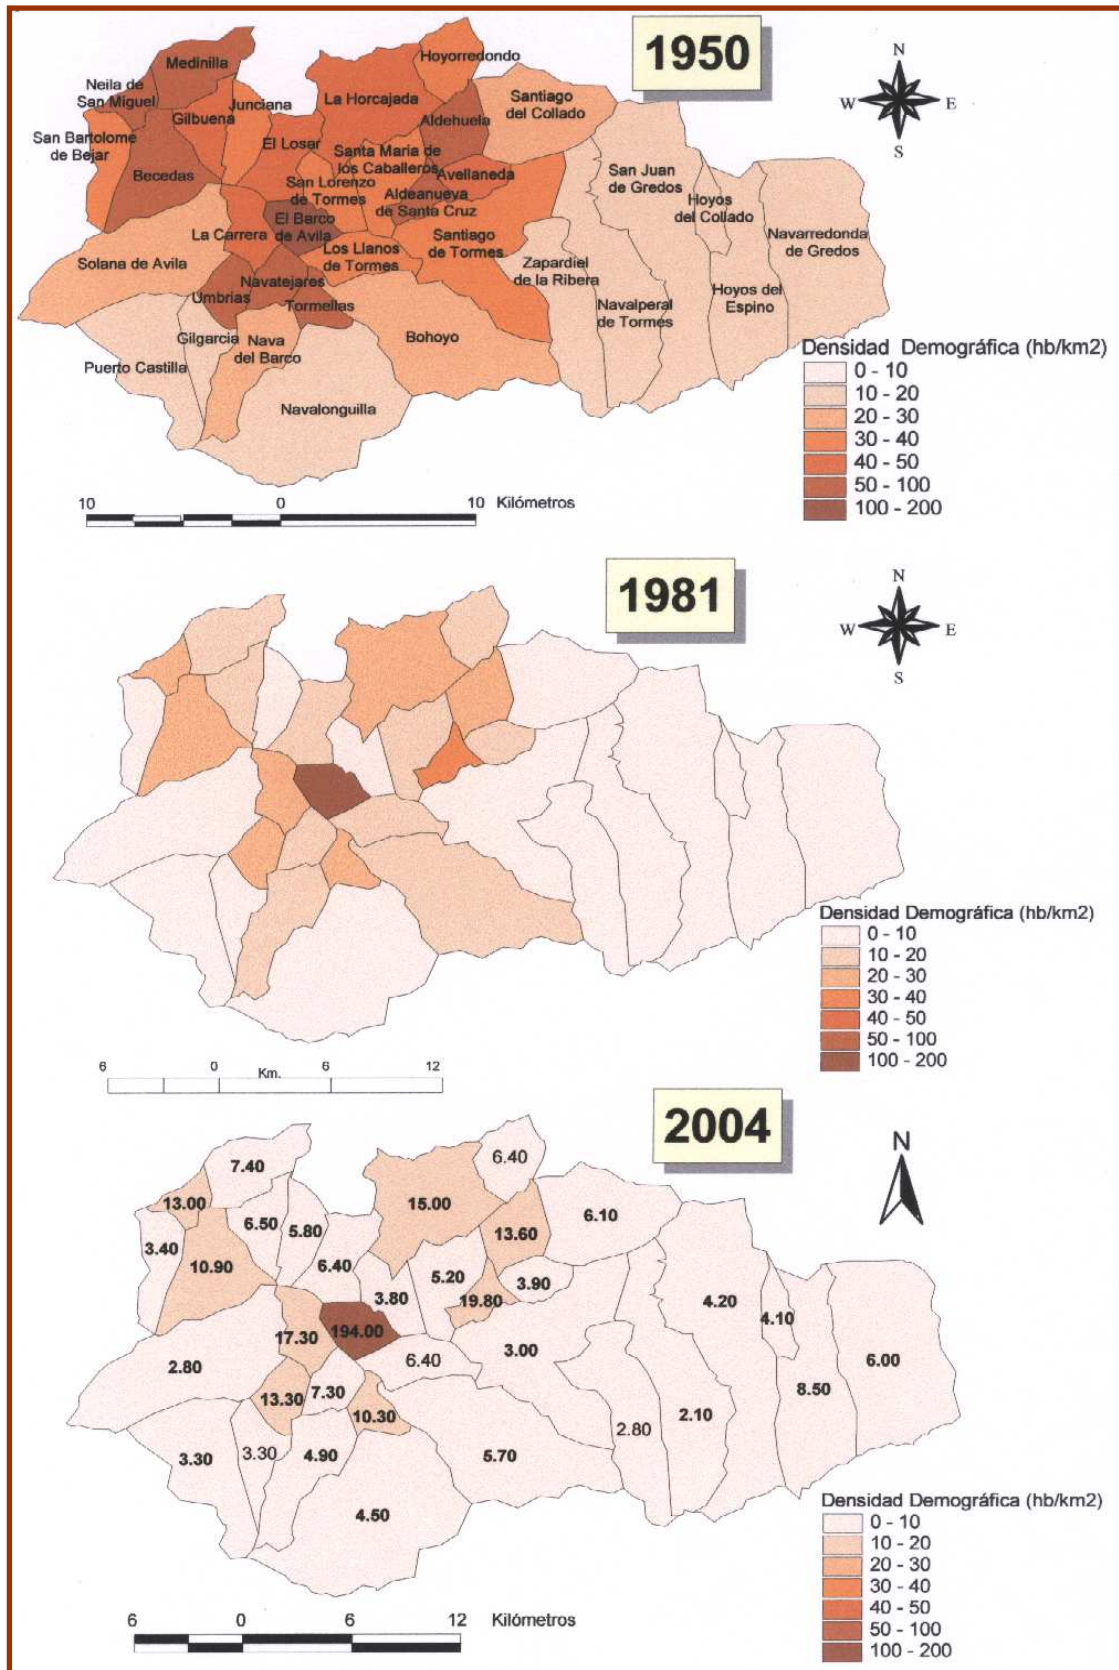 1950
N
W
E
S
Medinilla
Hoyorredondo
Neila de
San Miguel
Junciana
La Horcajada
Santiago
del Collado
Gilbuena
Aldehuela
San Bartolome
de Bejar
El Losar
Santa Maria de
los Caballeros
Becedas
Avellaneda
San Juan
de Gredos
San Lorenzo
de Tormes
Aldeanueva
de Santa Cruz
Hoyos
del Collado
El Barco
de Avila
La Carrera
Santiago
de Tormes
Navarredonda
de Gredos
Los Llanos
de Tormes
Solana de Avila
Zapardiel
de la Ribera
Navatejares
Umbrias
Tormellas
Navalperal
de Tormes
Hoyos del
Espino
Gilgarcia
Nava
del Barco
Bohoyo
Puerto Castilla
Navalonguilla
Densidad Demográfica (hb/km2)
0 - 10
10 - 20
20 - 30
30 - 40
40 - 50
50 - 100
100 - 200
10
0
10
Kilómetros
1981
N
W
E
S
Densidad Demográfica (hb/km2)
0 - 10
10 - 20
20 - 30
30 - 40
40 - 50
50 - 100
100 - 200
6
0
6
12
Km.
2004
N
7.40
6.40
13.00
15.00
6.10
6.50
5.80
13.60
3.40
10.90
6.40
5.20
3.90
3.80
19.80
4.20
4.10
17.30
194.00
3.00
6.00
2.80
6.40
13.30
7.30
8.50
10.30
2.10
2.80
3.30
3.30
4.90
5.70
4.50
Densidad Demográfica (hb/km2)
0 - 10
10 - 20
20 - 30
30 - 40
40 - 50
50 - 100
100 - 200
6
0
6
12
Kilómetros